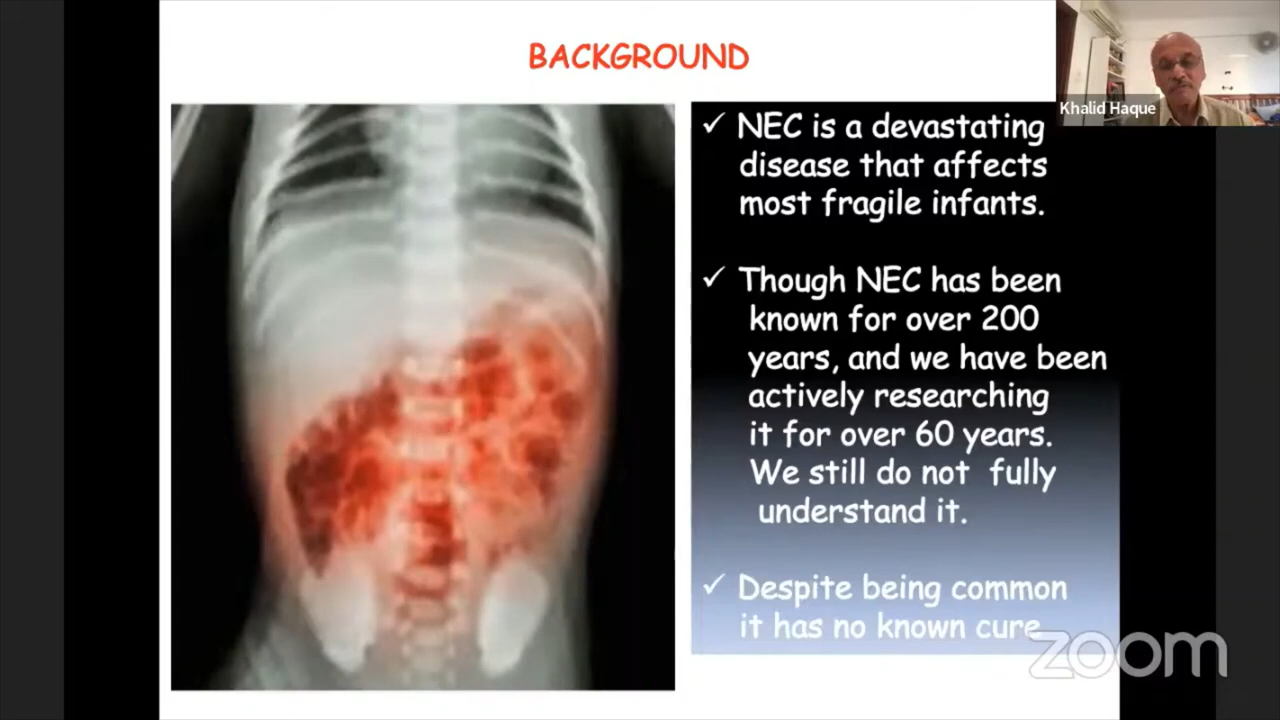 BACKGROUND
Khalid Haque
✓ NEC is a devastating
disease that affects
most fragile infants.
✓ Though NEC has been
known for over 200
years, and we have been
actively researching
it for over 60 years.
We still do not fully
understand it.
✓ Despite being common
it has no known cure
zoom